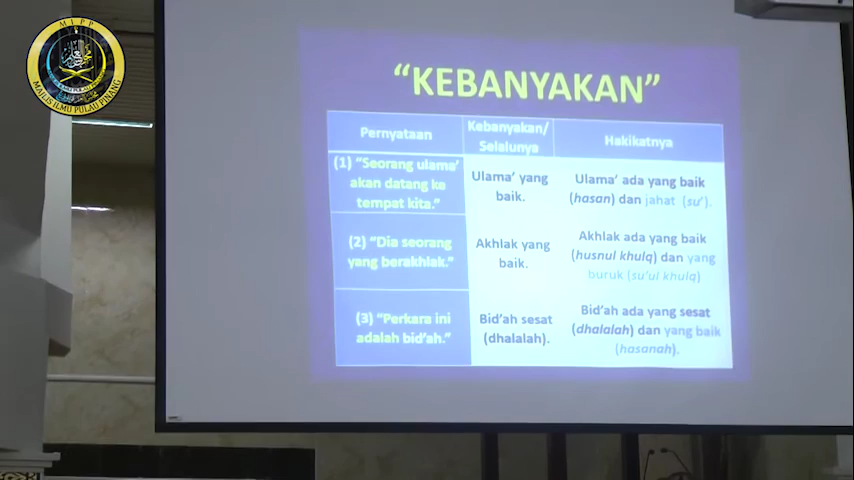 MIPP
MAJLIS ILMU PULAU PINANG
“KEBANYAKAN”
Pernyataan
Kebanyakan/
Selalunya
Hakikatnya
(1) “Seorang ulama’
akan datang ke
tempat kita.”
Ulama’ yang
baik.
Ulama’ ada yang baik
(hasan) dan jahat (su’).
(2) “Dia seorang
yang berakhlak.”
Akhlak yang
baik.
Akhlak ada yang baik
(husnul khulq) dan yang
buruk (su’ul khulq)
(3) “Perkara ini
adalah bid’ah.”
Bid’ah sesat
(dhalalah).
Bid’ah ada yang sesat
(dhalalah) dan yang baik
(hasanah).